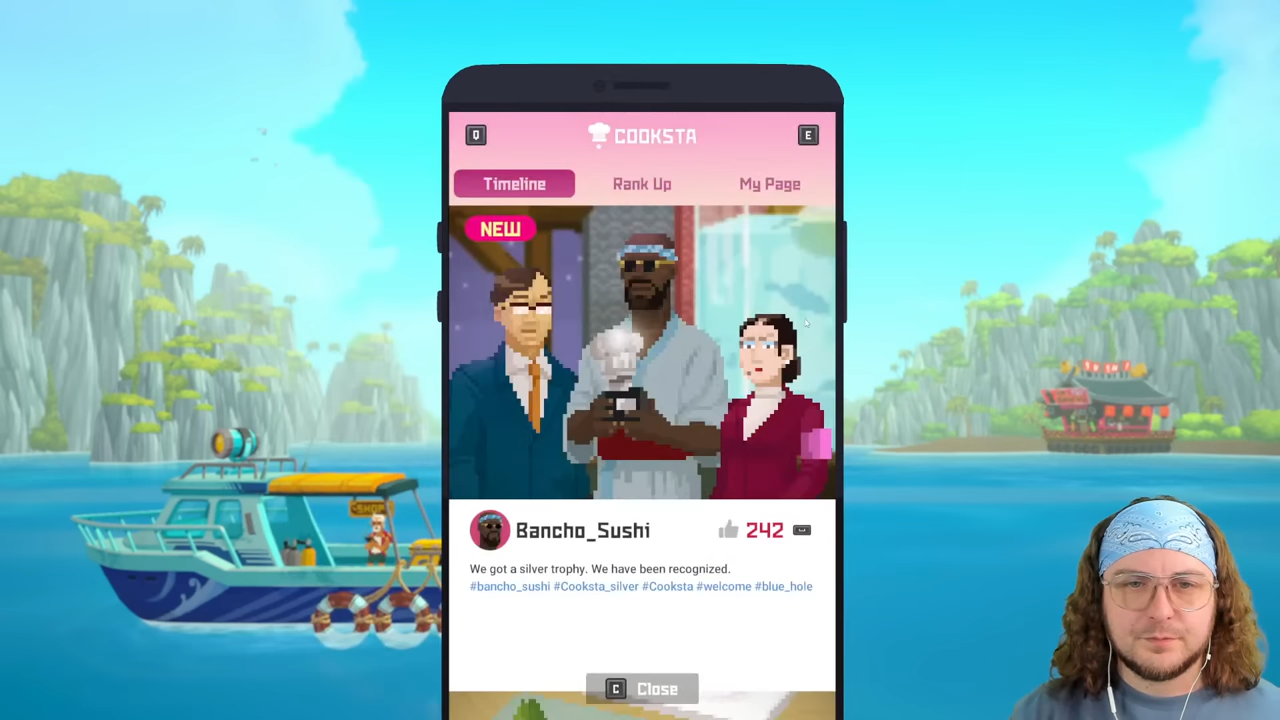 Q
COOKSTA
E
Timeline
Rank Up
My Page
NEW
SHOP
Bancho_Sushi
242
We got a silver trophy. We have been recognized.
#bancho_sushi #Cooksta_silver #Cooksta #welcome #blue_hole
C
Close